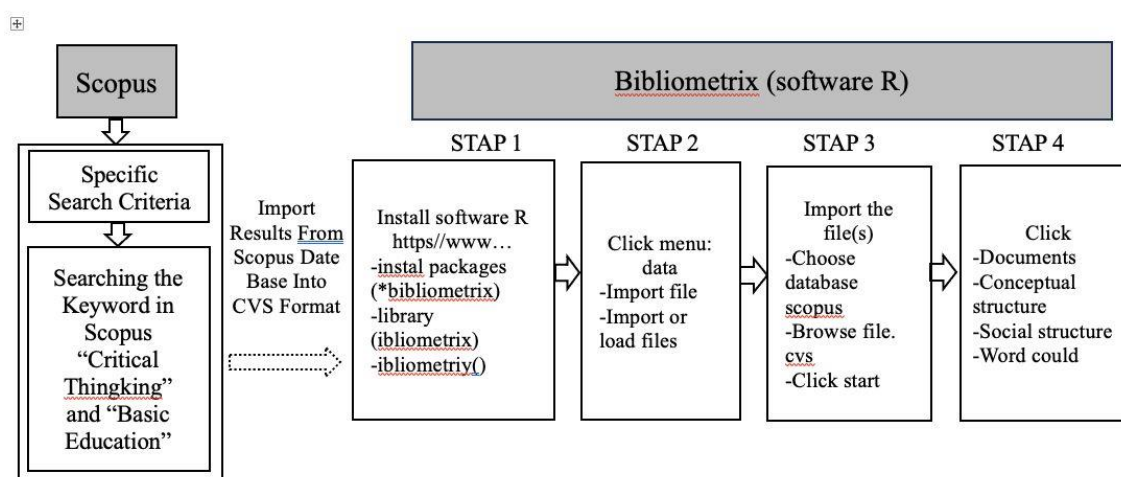 Scopus
Specific
Search Criteria
Searching the
Keyword in
Scopus
“Critical
Thingking”
and “Basic
Education”
Import
Results From
Scopus Date
Base Into
CVS Format
Bibliometrix (software R)
STAP 1
Install software R
https//www…
-instal packages
(*bibliometrix)
-library
(ibliometrix)
-ibliometriy()
STAP 2
Click menu:
data
-Import file
-Import or
load files
STAP 3
Import the
file(s)
-Choose
database
scopus
-Browse file.
cvs
-Click start
STAP 4
Click
-Documents
-Conceptual
structure
-Social structure
-Word could